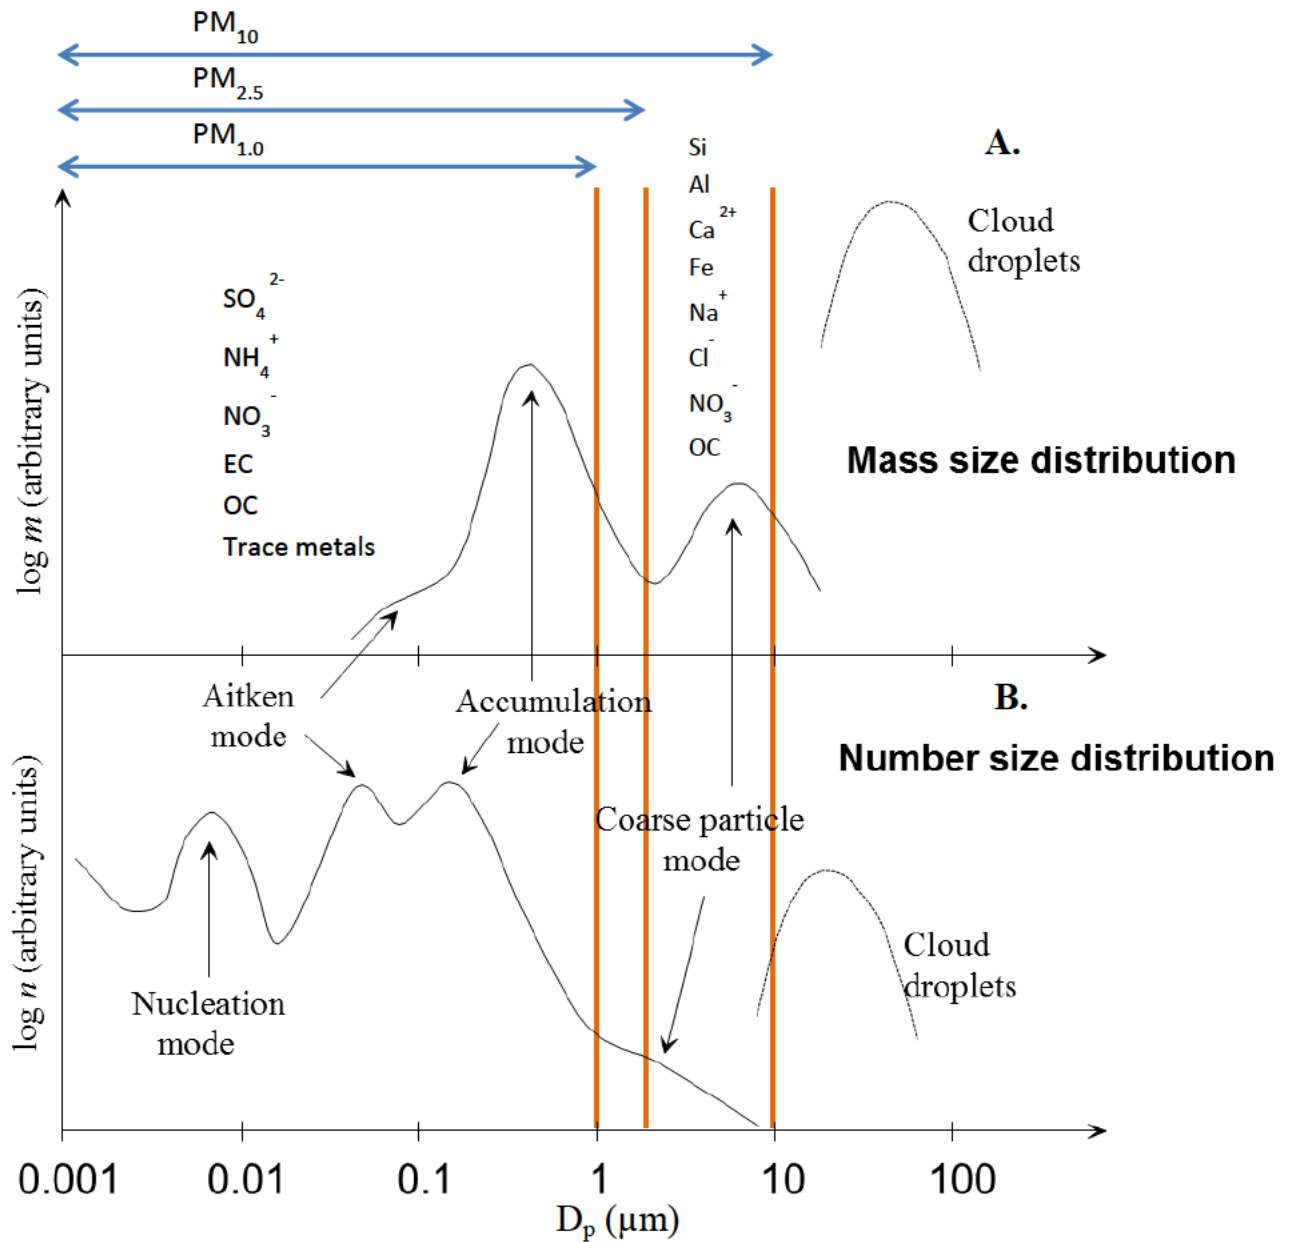 PM10
PM2.5
PM1.0
A.
Cloud
droplets
Si
Al
Ca2+
Fe
Na+
Cl-
NO3-
OC
SO42-
NH4+
NO3-
EC
OC
Trace metals
Mass size distribution
log m (arbitrary units)
Aitken
mode
Accumulation
mode
B.
Number size distribution
Coarse particle
mode
Cloud
droplets
Nucleation
mode
log n (arbitrary units)
0.001 0.01 0.1 1 10 100
Dp (µm)